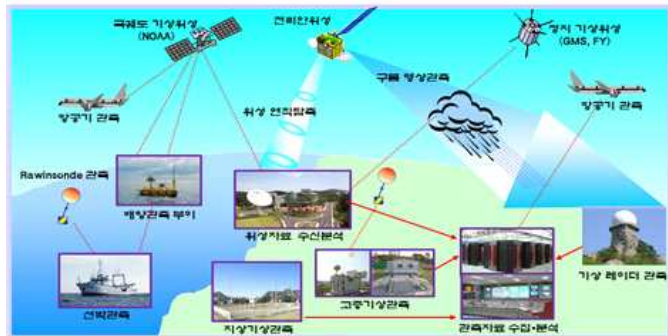 극궤도 기상위성
(NOAA)
천리안위성
정지 기상위성
(GMS, FY)
항공기 관측
구름 영상관측
항공기 관측
위성 연직탐측
Rawinsonde 관측
해양관측 부이
위성자료 수신분석
선박관측
지상기상관측
고층기상관측
기상 레이더 관측
관측자료 수집·분석